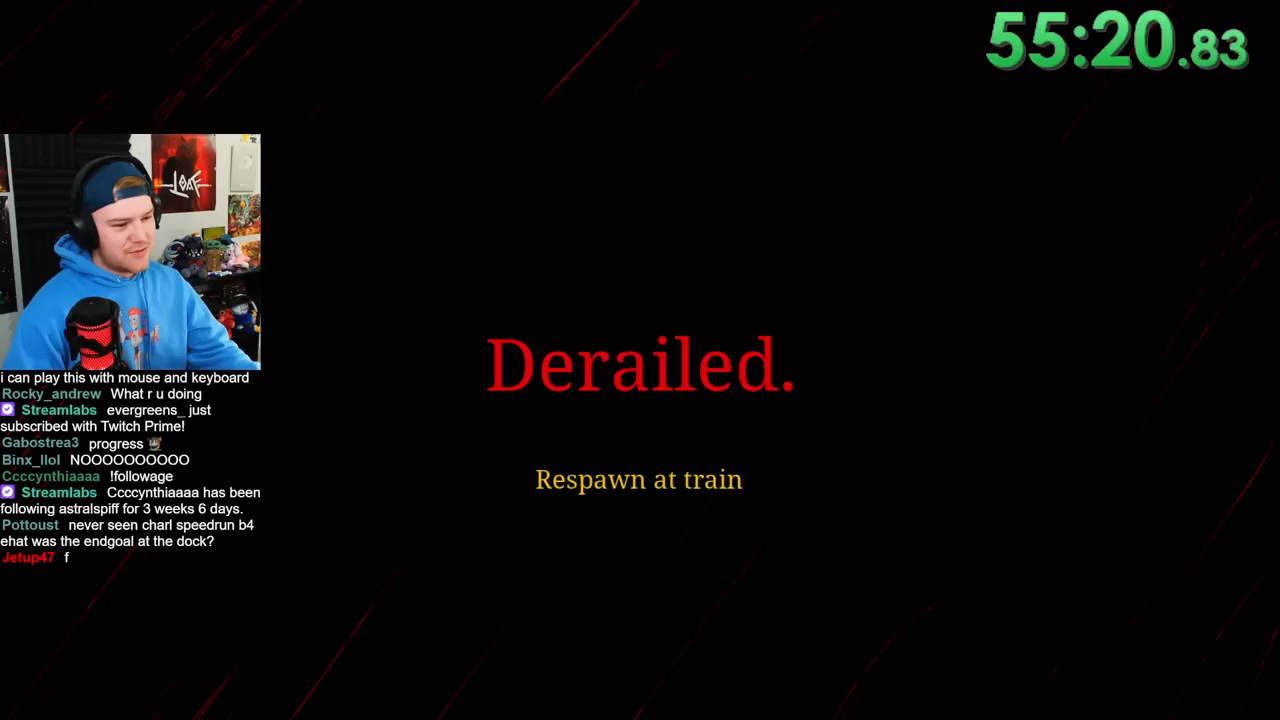 55:20.83
LOAF
i can play this with mouse and keyboard
Rocky_andrew What r u doing
Streamlabs evergreens_ just
subscribed with Twitch Prime!
Gabostrea3 progress
Binx_llol NOOOOOOOOOO
Ccccynthiaaaa !followage
Streamlabs Ccccynthiaaaa has been
following astralspiff for 3 weeks 6 days.
Pottoust never seen charl speedrun b4
ehat was the endgoal at the dock?
Jetup47 f
Derailed.
Respawn at train